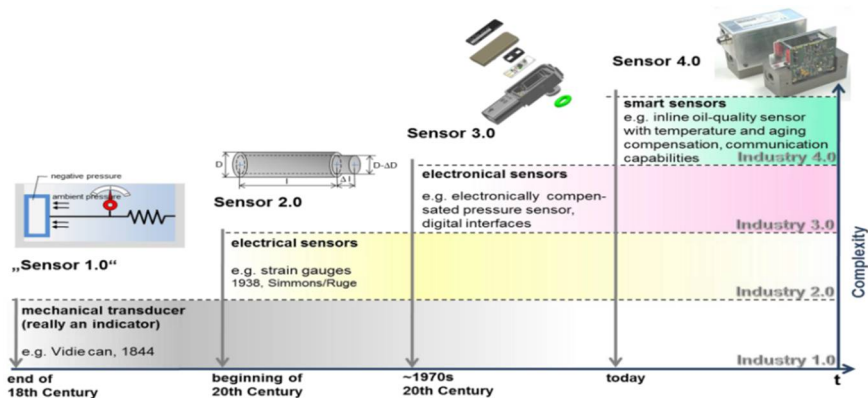 Sensor 4.0
smart sensors
e.g. inline oil-quality sensor
with temperature and aging
compensation, communication
capabilities
Industry 4.0
Sensor 3.0
electronical sensors
e.g. electronically compen-
sated pressure sensor,
digital interfaces
Industry 3.0
D
D-ΔD
l
Δ l
Sensor 2.0
electrical sensors
e.g. strain gauges
1938, Simmons/Ruge
Industry 2.0
negative pressure
ambient pressure
„Sensor 1.0“
mechanical transducer
(really an indicator)
e.g. Vidie can, 1844
Industry 1.0
Complexity
end of
18th Century
beginning of
20th Century
~1970s
20th Century
today
t